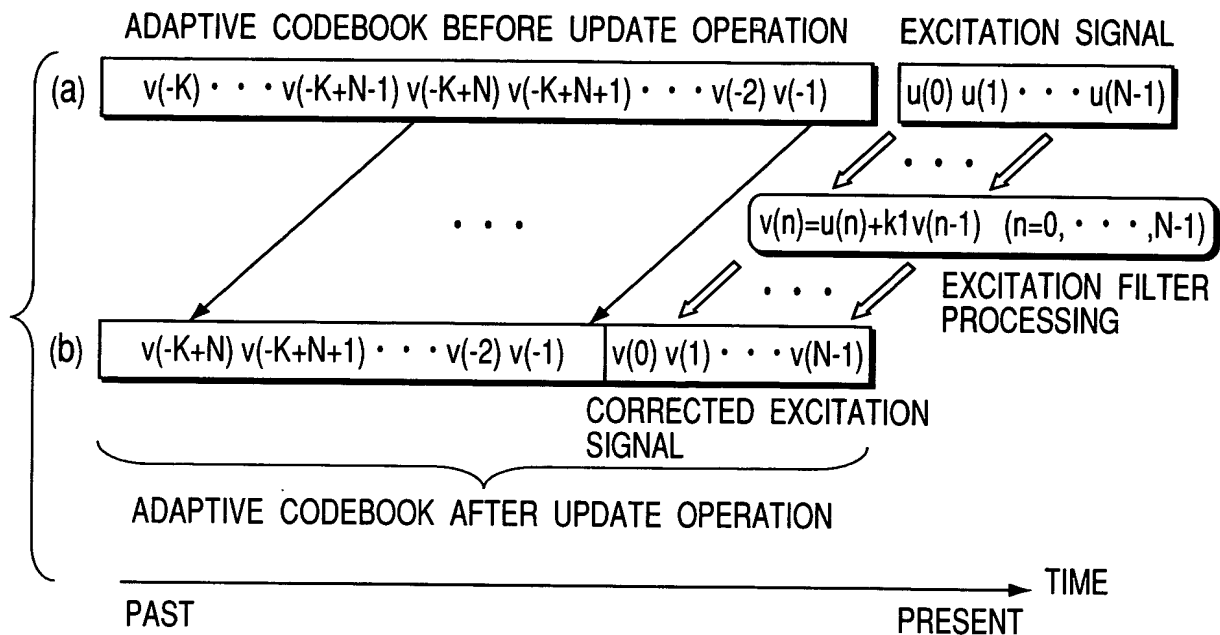 ADAPTIVE CODEBOOK BEFORE UPDATE OPERATION
EXCITATION SIGNAL
(a)
v(-K) · · · v(-K+N-1) v(-K+N) v(-K+N+1) · · · v(-2) v(-1)
u(0) u(1) · · · u(N-1)
· · ·
v(n)=u(n)+k1v(n-1) (n=0, · · · ,N-1)
· · ·
· · ·
EXCITATION FILTER
PROCESSING
(b)
v(-K+N) v(-K+N+1) · · · v(-2) v(-1)
v(0) v(1) · · · v(N-1)
CORRECTED EXCITATION
SIGNAL
ADAPTIVE CODEBOOK AFTER UPDATE OPERATION
TIME
PAST
PRESENT